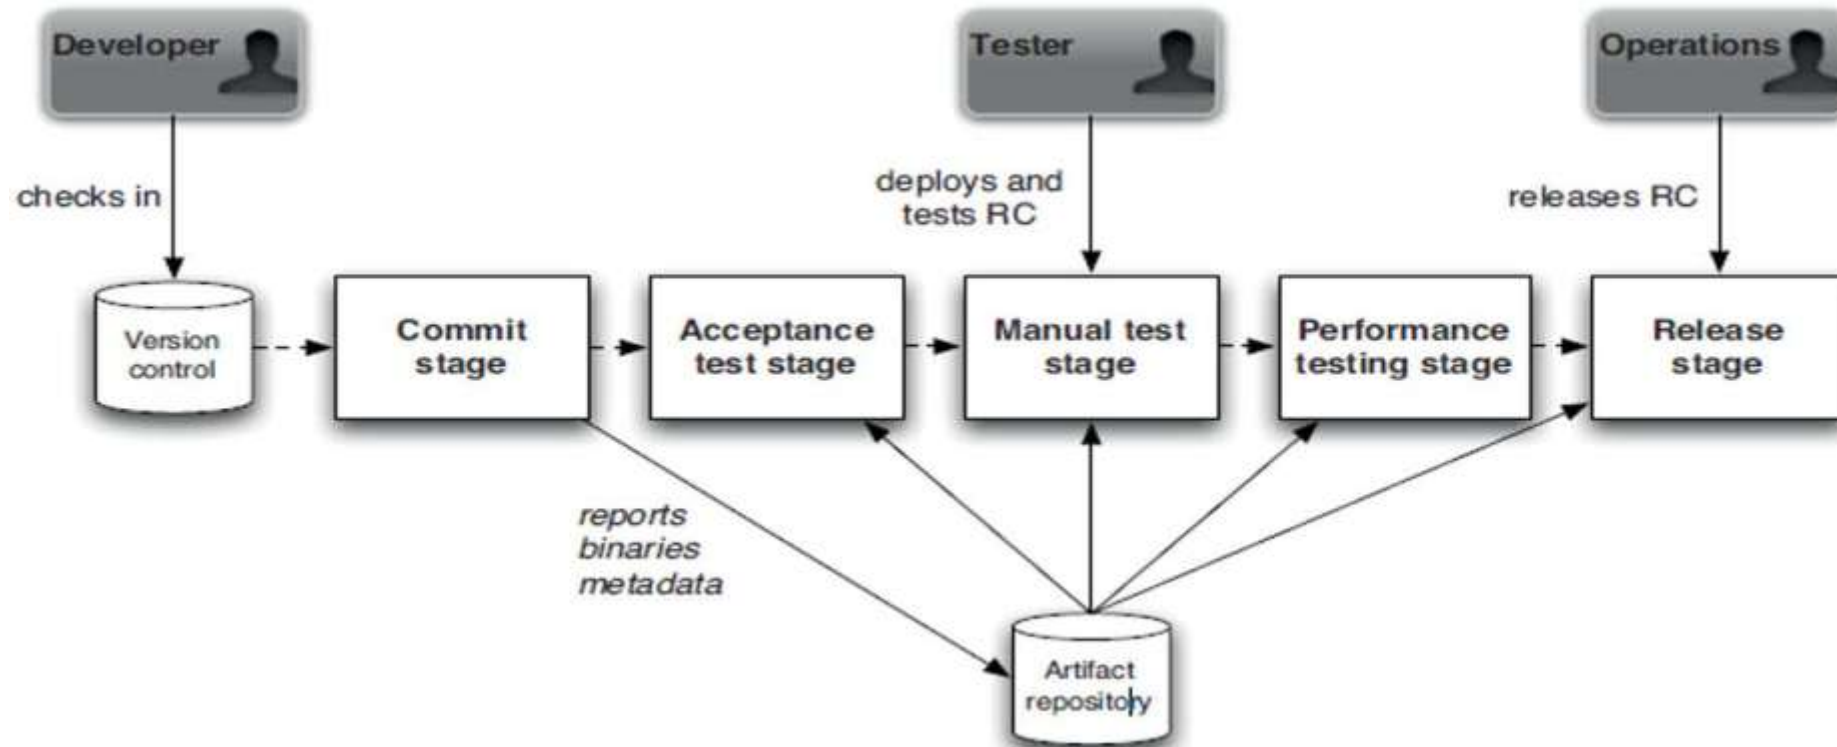 Developer
Tester
Operations
checks in
deploys and
tests RC
releases RC
Version
control
Commit
stage
Acceptance
test stage
Manual test
stage
Performance
testing stage
Release
stage
reports
binaries
metadata
Artifact
repository